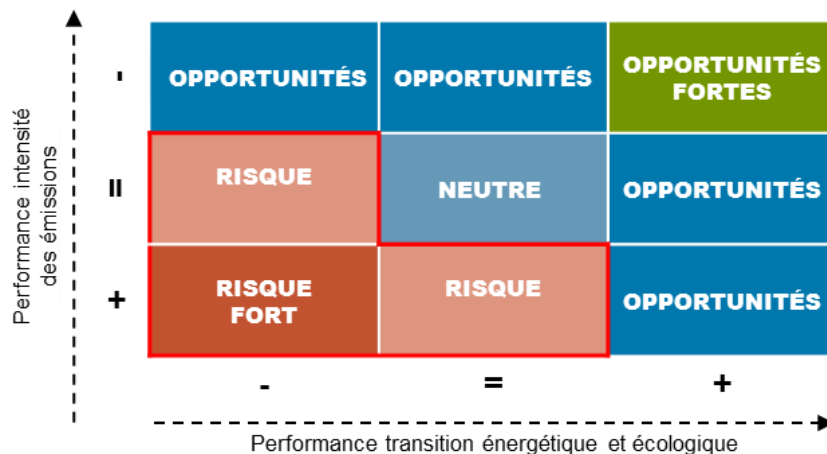 Performance intensité
des émissions
-
OPPORTUNITÉS
OPPORTUNITÉS
OPPORTUNITÉS
FORTES
=
RISQUE
NEUTRE
OPPORTUNITÉS
+
RISQUE
FORT
RISQUE
OPPORTUNITÉS
-
=
+
Performance transition énergétique et écologique